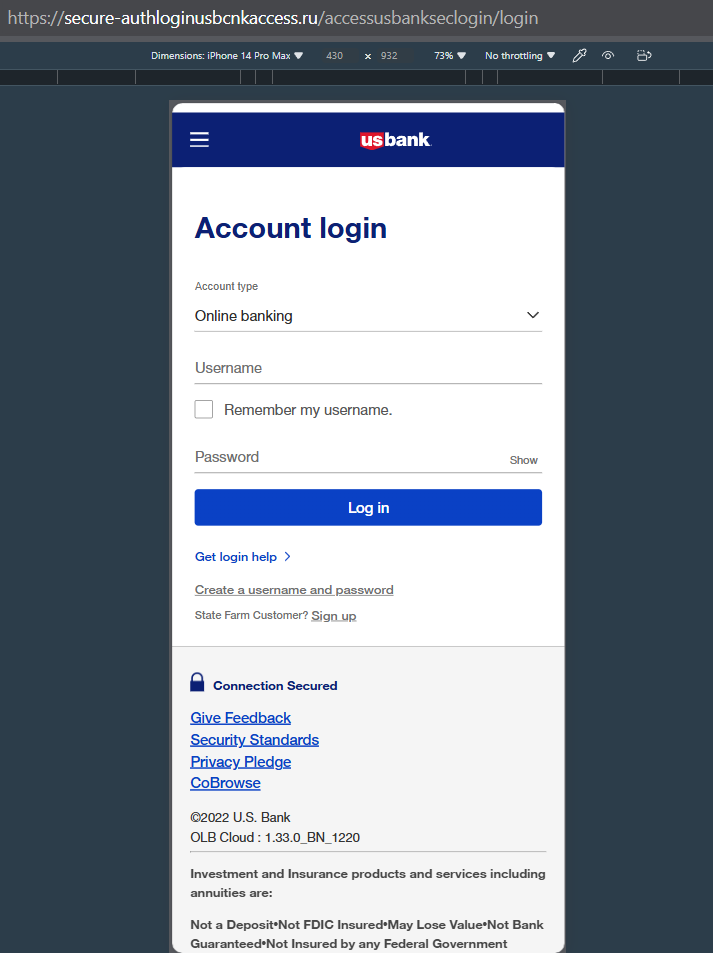 https://secure-authloginusbcnkaccess.ru/accessusbankseclogin/login
Dimensions: iPhone 14 Pro Max ▼ 430 × 932 73% ▼ No throttling ▼
usbank
Account login
Account type
Online banking
Username
Remember my username.
Password Show
Log in
Get login help
Create a username and password
State Farm Customer? Sign up
Connection Secured
Give Feedback
Security Standards
Privacy Pledge
CoBrowse
©2022 U.S. Bank
OLB Cloud : 1.33.0_BN_1220
Investment and Insurance products and services including
annuities are:
Not a Deposit•Not FDIC Insured•May Lose Value•Not Bank
Guaranteed•Not Insured by any Federal Government